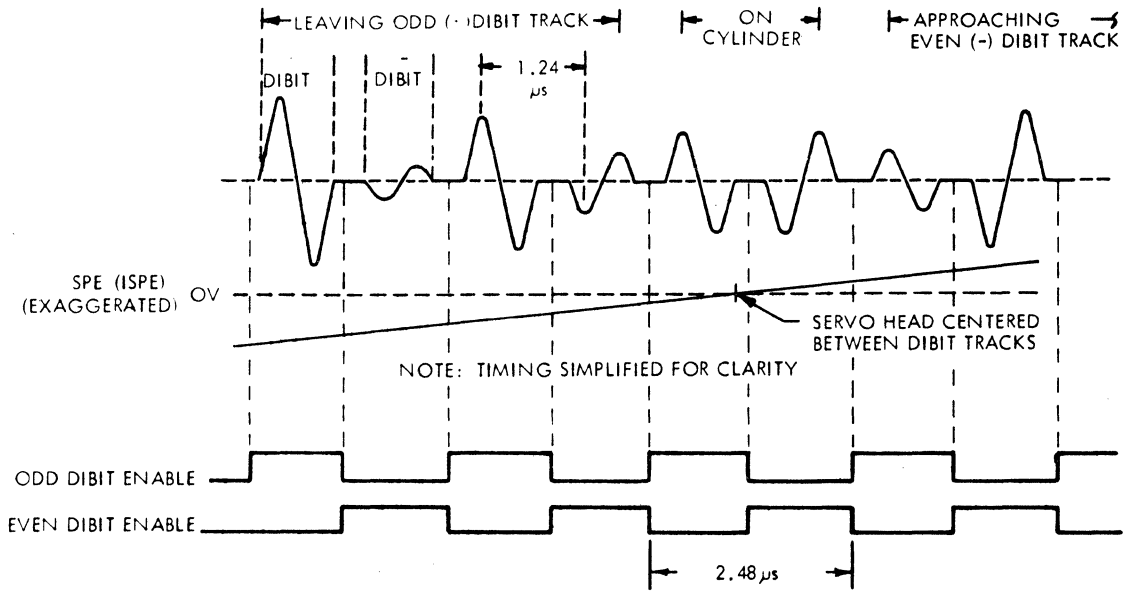 LEAVING ODD (·)DIBIT TRACK
ON
CYLINDER
APPROACHING
EVEN (-) DIBIT TRACK
DIBIT
-
DIBIT
1.24
μs
SPE (ISPE)
(EXAGGERATED)
OV
SERVO HEAD CENTERED
BETWEEN DIBIT TRACKS
NOTE: TIMING SIMPLIFIED FOR CLARITY
ODD DIBIT ENABLE
EVEN DIBIT ENABLE
2.48 μs